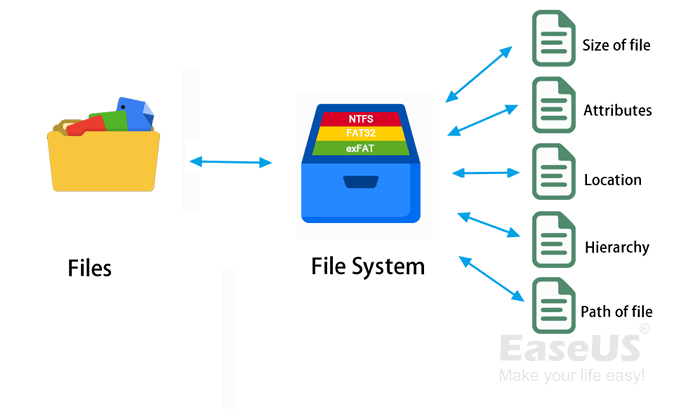 Size of file
NTFS
FAT32
exFAT
Attributes
Location
Files
File System
Hierarchy
Path of file
EaseUS®
Make your life easy!